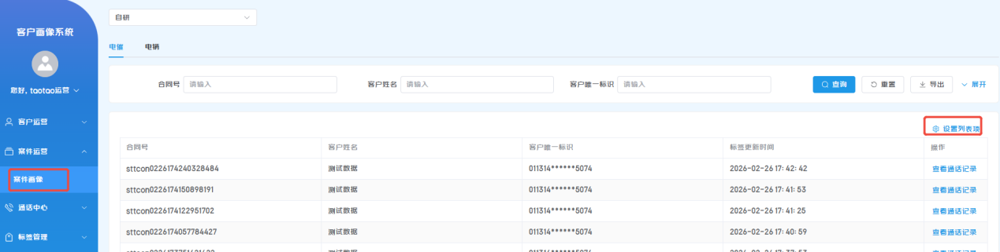 客户画像系统
您好, taotao运营
客户运营
案件运营
案件画像
通话中心
标签管理
自研
电催
电销
合同号 请输入
客户姓名 请输入
客户唯一标识 请输入
查询
重置
导出
展开
设置列表项
合同号 客户姓名 客户唯一标识 标签更新时间 操作
sttcon0226174240328484 测试数据 011314******5074 2026-02-26 17:42:42 查看通话记录
sttcon0226174150898191 测试数据 011314******5074 2026-02-26 17:41:53 查看通话记录
sttcon0226174122951702 测试数据 011314******5074 2026-02-26 17:41:25 查看通话记录
sttcon0226174057784427 测试数据 011314******5074 2026-02-26 17:40:59 查看通话记录